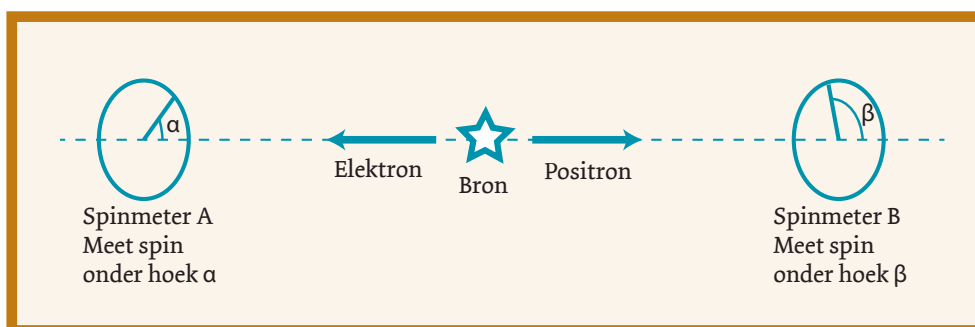 α
β
Elektron
Bron
Positron
Spinmeter A
Meet spin
onder hoek α
Spinmeter B
Meet spin
onder hoek β